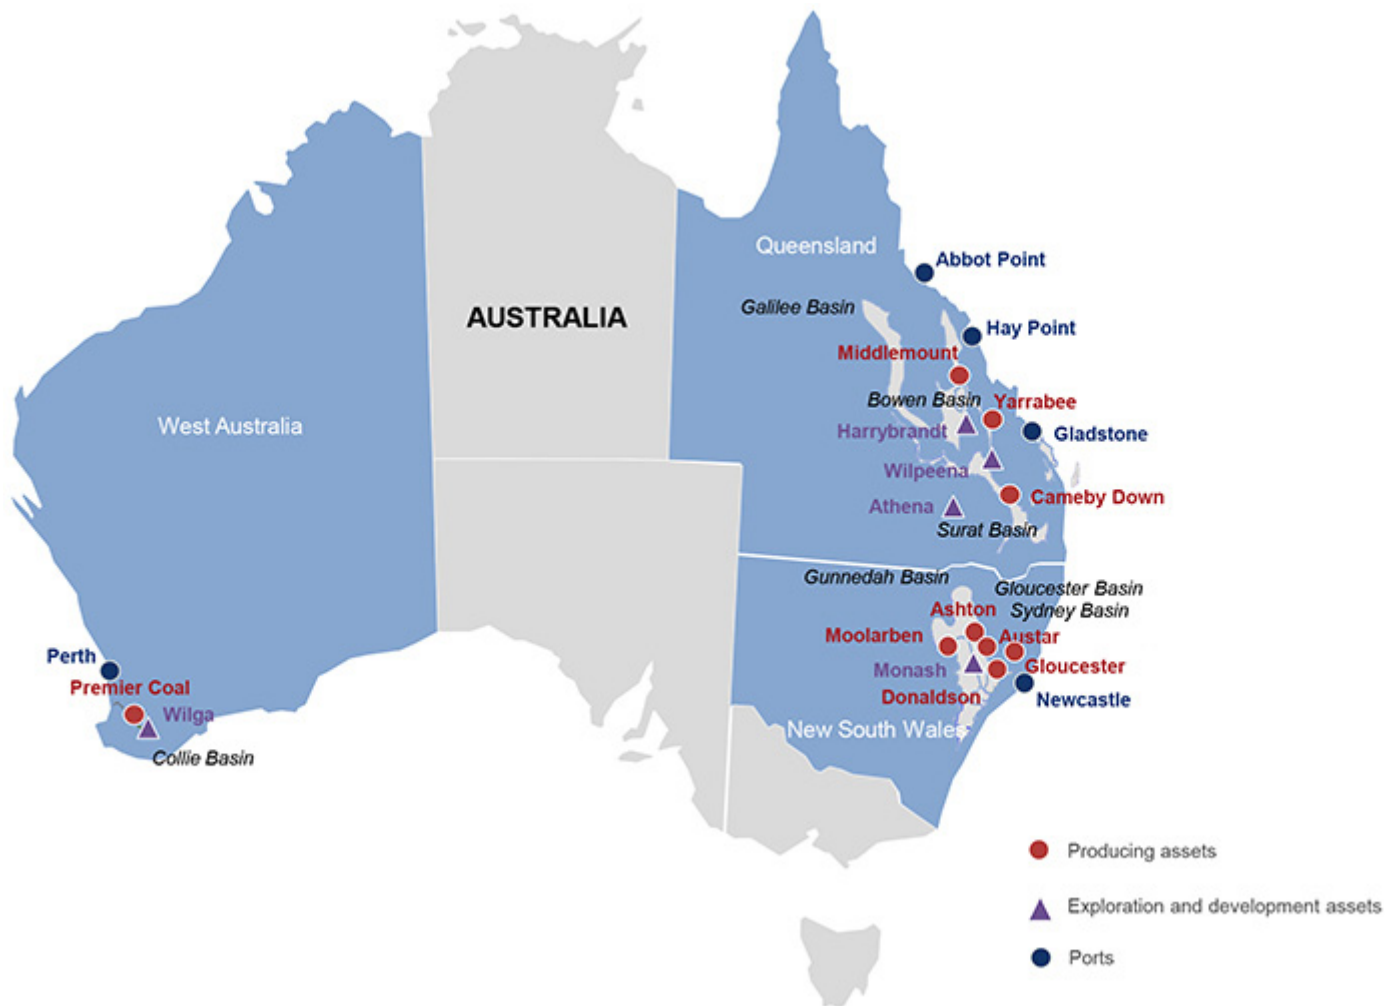 Queensland
Abbot Point
Galilee Basin
AUSTRALIA
Hay Point
Middlemount
Bowen Basin
Yarrabee
West Australia
Harrybrandt
Gladstone
Wilpeena
Cameby Down
Athena
Surat Basin
Gunnedah Basin
Gloucester Basin
Ashton
Sydney Basin
Moolarben
Austar
Perth
Monash
Gloucester
Premier Coal
Donaldson
Newcastle
Wilga
New South Wales
Collie Basin
Producing assets
Exploration and development assets
Ports